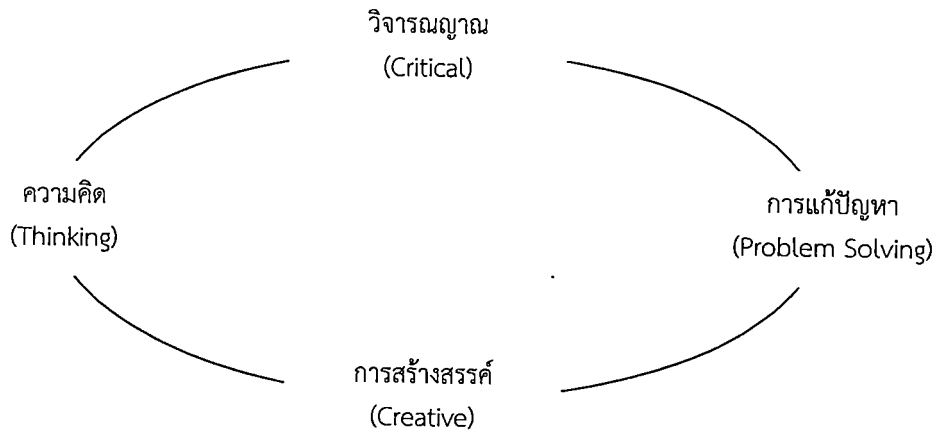 วิจารณญาณ
(Critical)
ความคิด
(Thinking)
การแก้ปัญหา
(Problem Solving)
การสร้างสรรค์
(Creative)